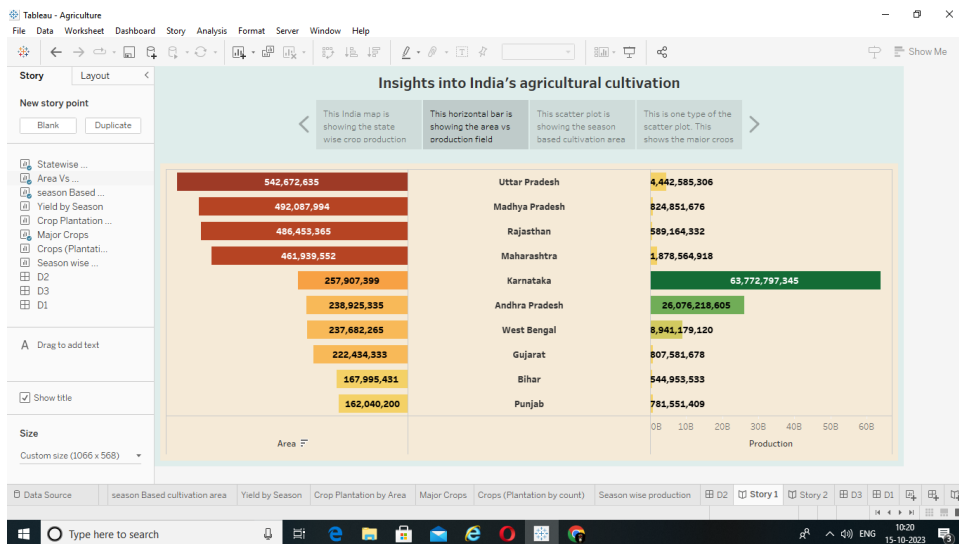 Tableau - Agriculture
File Data Worksheet Dashboard Story Analysis Format Server Window Help
Show Me
Story Layout
New story point
Blank Duplicate
Statewise ...
Area Vs ...
season Based ...
Yield by Season
Crop Plantation ...
Major Crops
Crops (Plantati...
Season wise ...
D2
D3
D1
A Drag to add text
Show title
Size
Custom size (1066 x 568)
Insights into India's agricultural cultivation
This India map is
showing the state
wise crop production
This horizontal bar is
showing the area vs
production field
This scatter plot is
showing the season
based cultivation area
This is one type of the
scatter plot. This
shows the major crops
542,672,635 Uttar Pradesh 4,442,585,306
492,087,994 Madhya Pradesh 824,851,676
486,453,365 Rajasthan 589,164,332
461,939,552 Maharashtra 1,878,564,918
257,907,399 Karnataka 63,772,797,345
238,925,335 Andhra Pradesh 26,076,218,605
237,682,265 West Bengal 8,941,179,120
222,434,333 Gujarat 807,581,678
167,995,431 Bihar 544,953,533
162,040,200 Punjab 781,551,409
0B 10B 20B 30B 40B 50B 60B
Area Production
Data Source season Based cultivation area Yield by Season Crop Plantation by Area Major Crops Crops (Plantation by count) Season wise production D2 Story 1 Story 2 D3 D1
Type here to search ENG 10:20
15-10-2023
3